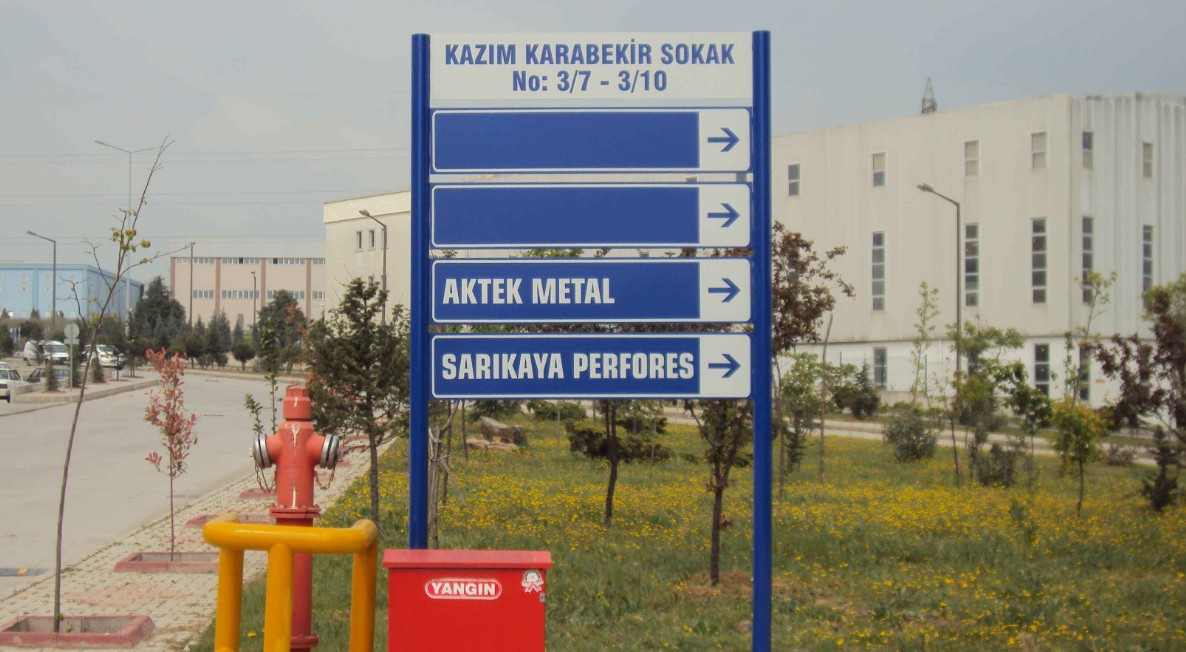 KAZIM KARABEKİR SOKAK
No: 3/7 - 3/10
AKTEK METAL
SARIKAYA PERFORES
YANGIN